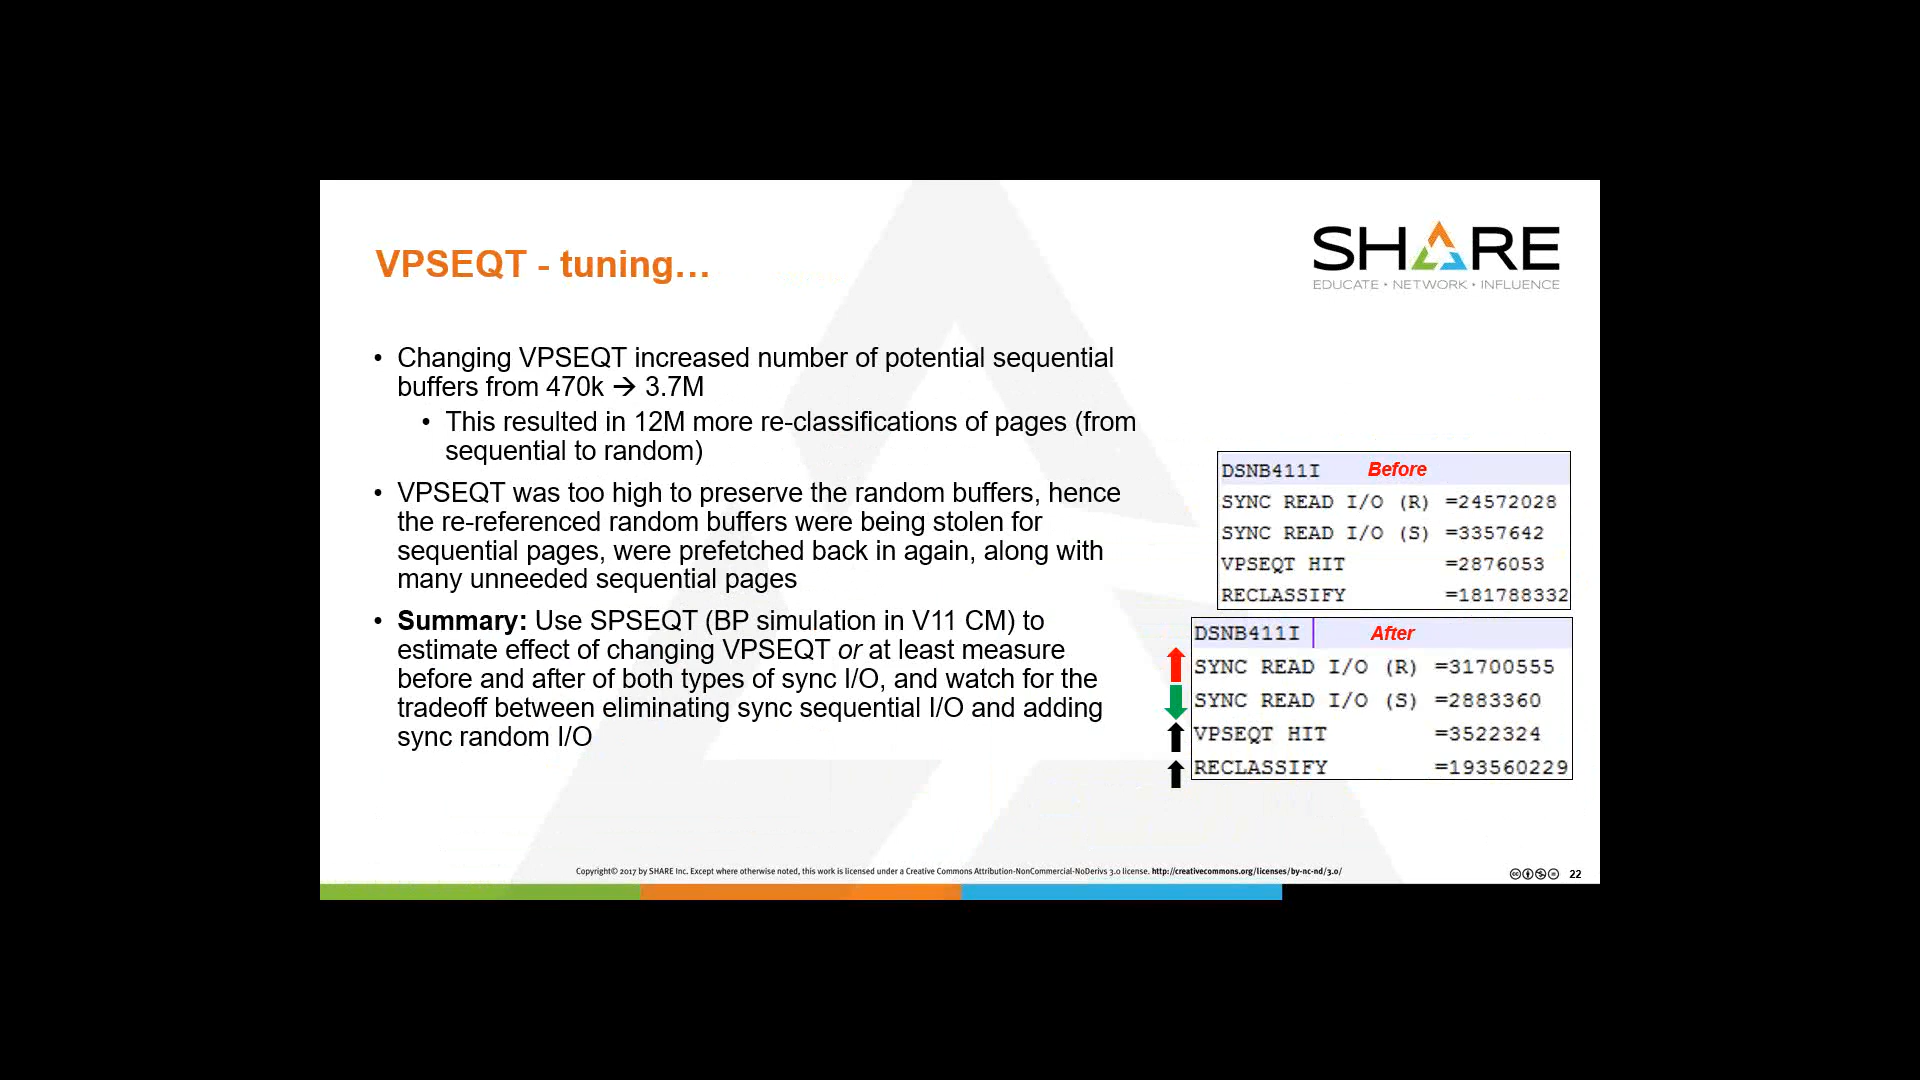 SHARE
EDUCATE • NETWORK • INFLUENCE
VPSEQT - tuning…
• Changing VPSEQT increased number of potential sequential
buffers from 470k → 3.7M
• This resulted in 12M more re-classifications of pages (from
sequential to random)
• VPSEQT was too high to preserve the random buffers, hence
the re-referenced random buffers were being stolen for
sequential pages, were prefetched back in again, along with
many unneeded sequential pages
• Summary: Use SPSEQT (BP simulation in V11 CM) to
estimate effect of changing VPSEQT or at least measure
before and after of both types of sync I/O, and watch for the
tradeoff between eliminating sync sequential I/O and adding
sync random I/O
DSNB411I Before
SYNC READ I/O (R) =24572028
SYNC READ I/O (S) =3357642
VPSEQT HIT =2876053
RECLASSIFY =181788332
DSNB411I After
SYNC READ I/O (R) =31700555
SYNC READ I/O (S) =2883360
VPSEQT HIT =3522324
RECLASSIFY =193560229
Copyright© 2017 by SHARE Inc. Except where otherwise noted, this work is licensed under a Creative Commons Attribution-NonCommercial-NoDerivs 3.0 license. http://creativecommons.org/licenses/by-nc-nd/3.0/
22